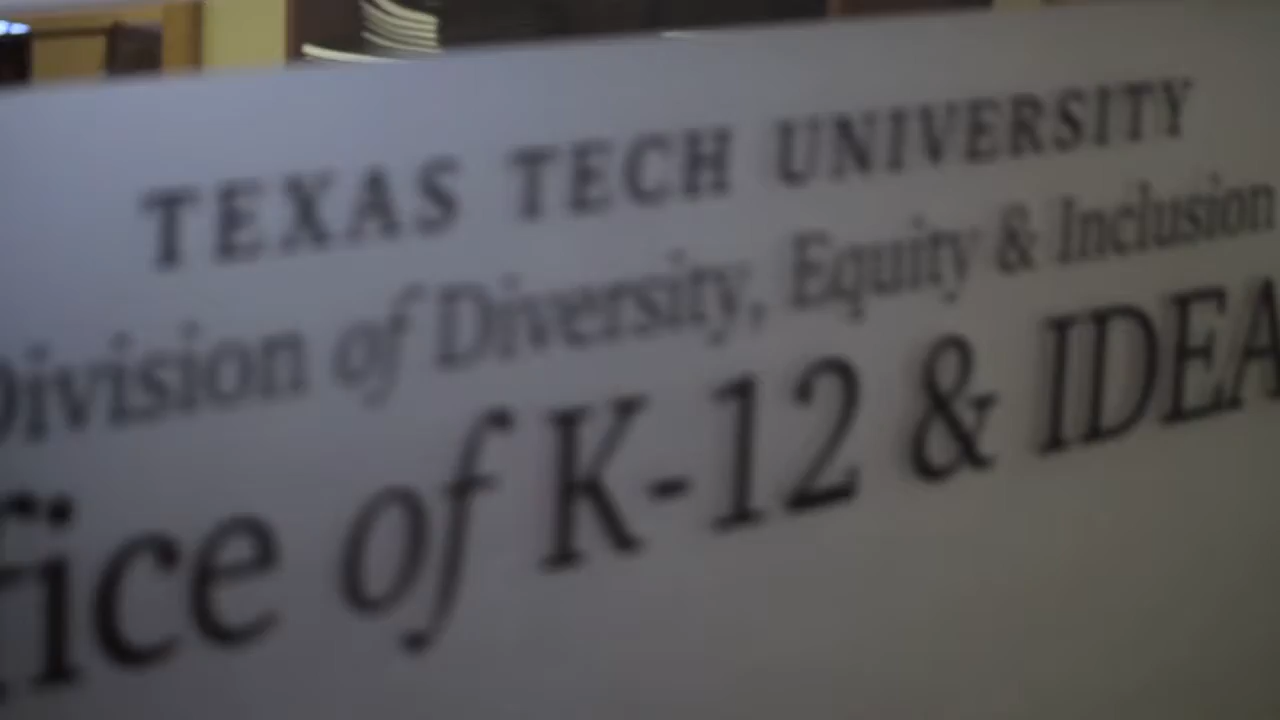 TEXAS TECH UNIVERSITY
Division of Diversity, Equity & Inclusion
fice of K-12 & IDEA